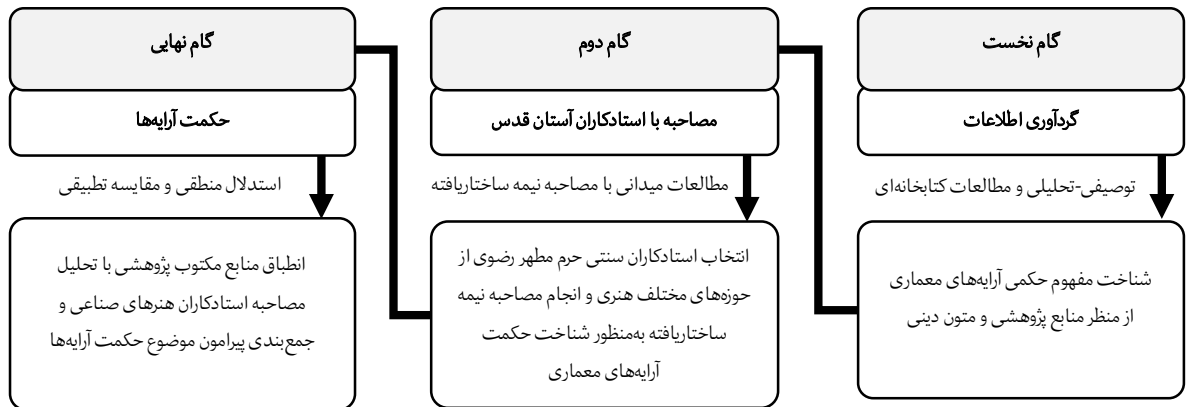 گام نخست
گردآوری اطلاعات
توصیفی-تحلیلی و مطالعات کتابخانه‌ای
شناخت مفهوم حکمی آرایه‌های معماری
از منظر منابع پژوهشی و متون دینی
گام دوم
مصاحبه با استادکاران آستان قدس
مطالعات میدانی با مصاحبه نیمه ساختاریافته
انتخاب استادکاران سنتی حرم مطهر رضوی از
حوزه‌های مختلف هنری و انجام مصاحبه نیمه
ساختاریافته به‌منظور شناخت حکمت
آرایه‌های معماری
گام نهایی
حکمت آرایه‌ها
استدلال منطقی و مقایسه تطبیقی
انطباق منابع مکتوب پژوهشی با تحلیل
مصاحبه استادکاران هنرهای صناعی و
جمع‌بندی پیرامون موضوع حکمت آرایه‌ها